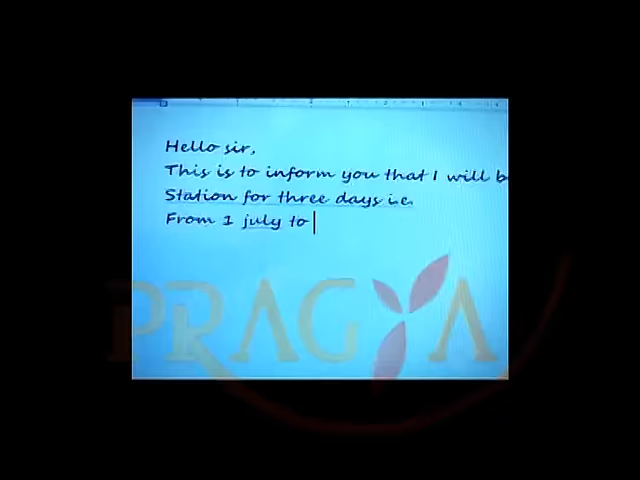 Hello sir,
This is to inform you that I will b
Station for three days i.e.
From 1 july to
PRAGYA